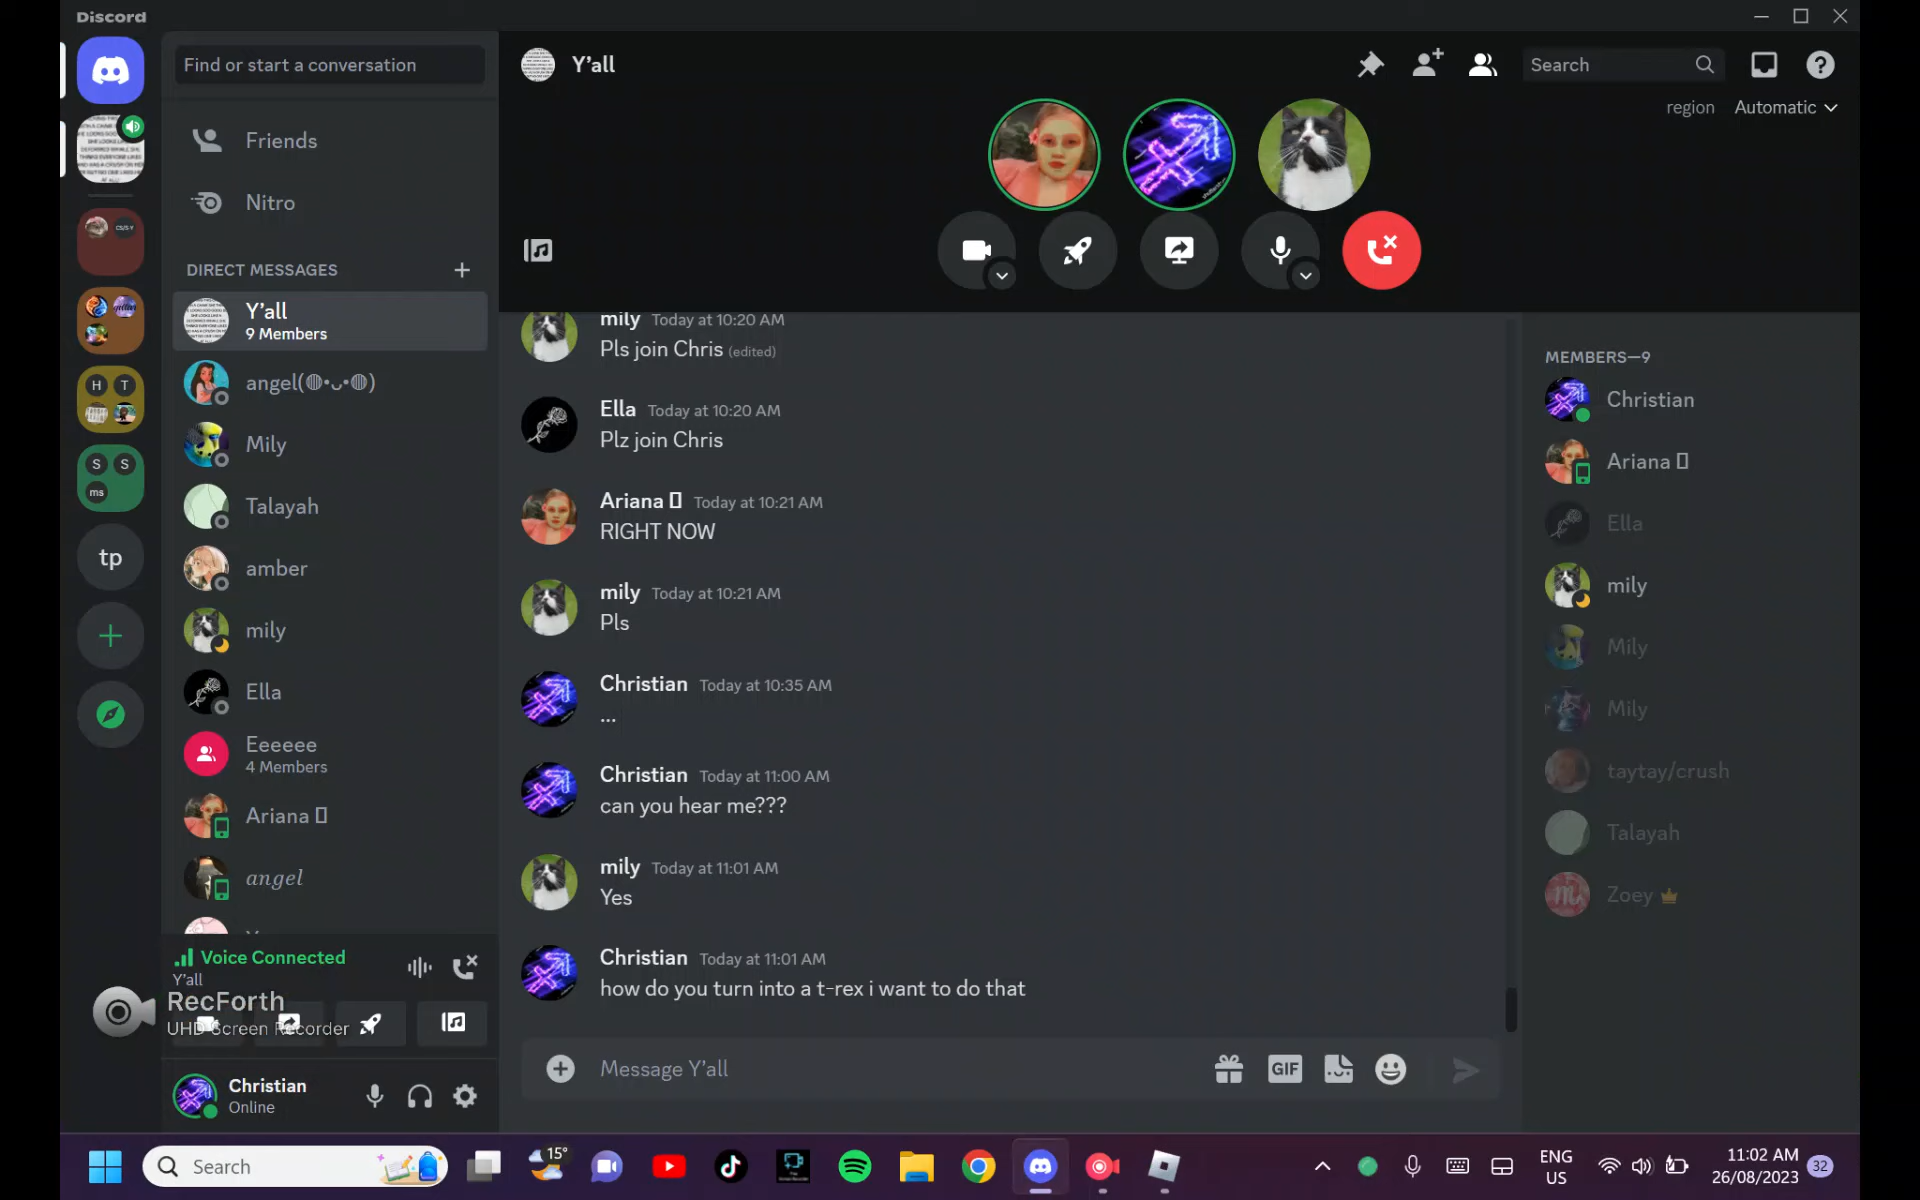 Discord
Find or start a conversation
Friends
Nitro
DIRECT MESSAGES
Y'all
9 Members
angel(◍•ᴗ•◍)
Mily
Talayah
amber
mily
Ella
Eeeeee
4 Members
Ariana ▯
angel
Voice Connected
Y'all
RecForth
UHD Screen Recorder
Christian
Online
H T
S S
ms
tp
Y'all
Search
region Automatic
mily Today at 10:20 AM
Pls join Chris (edited)
Ella Today at 10:20 AM
Plz join Chris
Ariana ▯ Today at 10:21 AM
RIGHT NOW
mily Today at 10:21 AM
Pls
Christian Today at 10:35 AM
...
Christian Today at 11:00 AM
can you hear me???
mily Today at 11:01 AM
Yes
Christian Today at 11:01 AM
how do you turn into a t-rex i want to do that
Message Y'all
GIF
MEMBERS—9
Christian
Ariana ▯
Ella
mily
Mily
Mily
taytay/crush
Talayah
Zoey
Search
15°
ENG
US
11:02 AM
26/08/2023
32